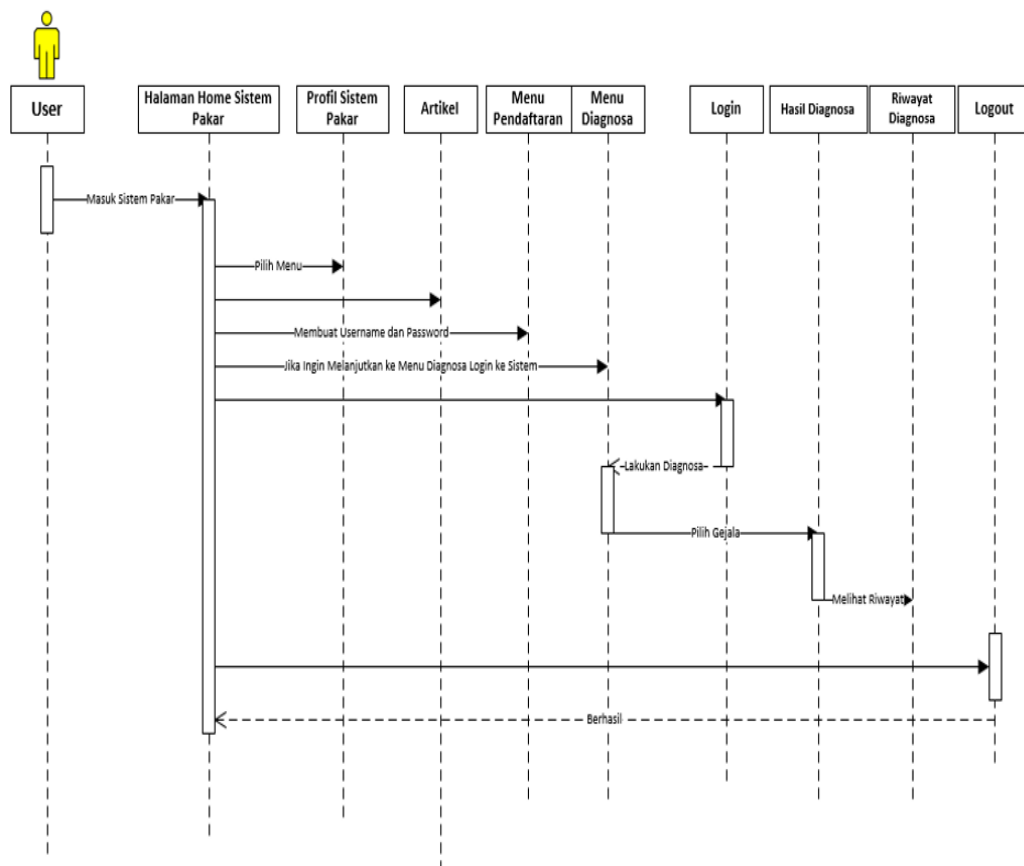 User
Halaman Home Sistem
Pakar
Profil Sistem
Pakar
Artikel
Menu
Pendaftaran
Menu
Diagnosa
Login
Hasil Diagnosa
Riwayat
Diagnosa
Logout
Masuk Sistem Pakar
Pilih Menu
Membuat Username dan Password
Jika Ingin Melanjutkan ke Menu Diagnosa Login ke Sistem
Lakukan Diagnosa
Pilih Gejala
Melihat Riwayat
Berhasil